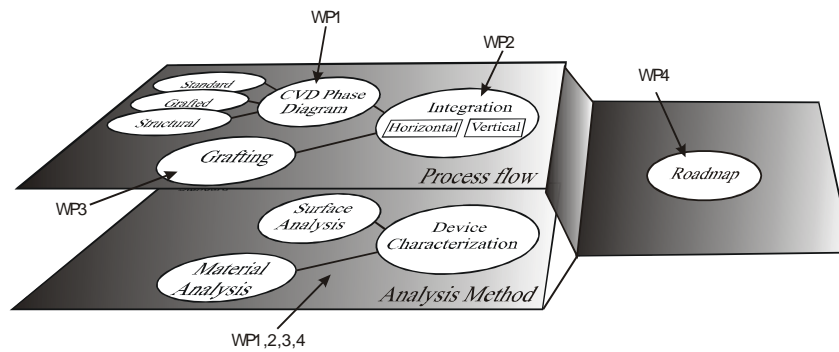 WP1
WP2
WP4
Standard
Grafted
Structural
CVD Phase
Diagram
Integration
Horizontal
Vertical
Grafting
Process flow
Roadmap
WP3
Surface
Analysis
Device
Characterization
Material
Analysis
Analysis Method
WP1,2,3,4